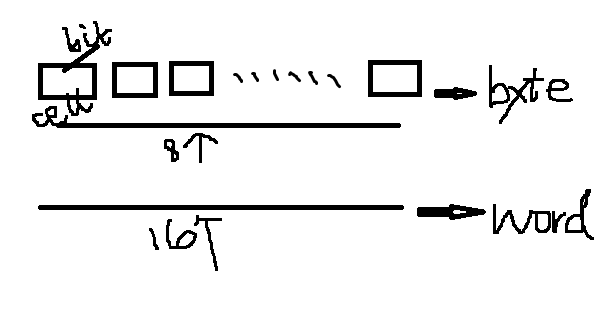 bit
cell
byte
8个
word
16个